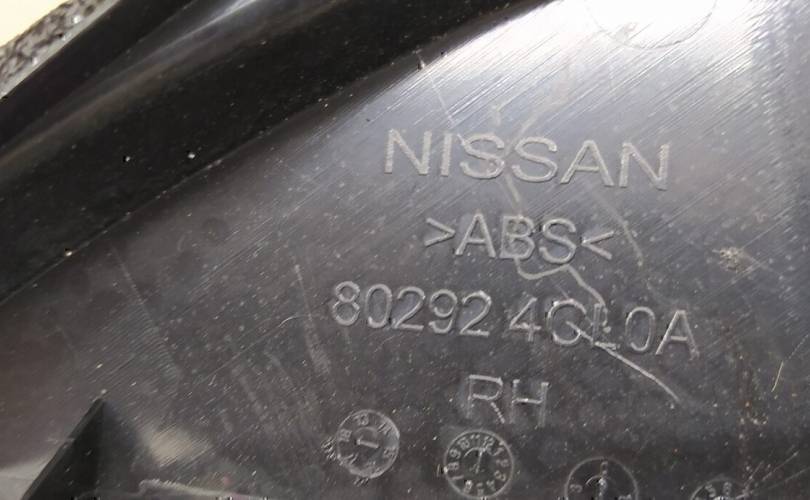 NISSAN
>ABS<
80292 4GL0A
RH